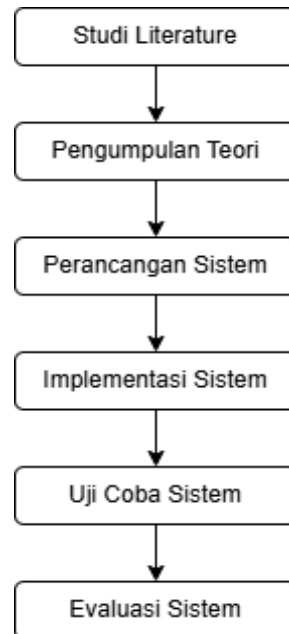 Studi Literature
Pengumpulan Teori
Perancangan Sistem
Implementasi Sistem
Uji Coba Sistem
Evaluasi Sistem